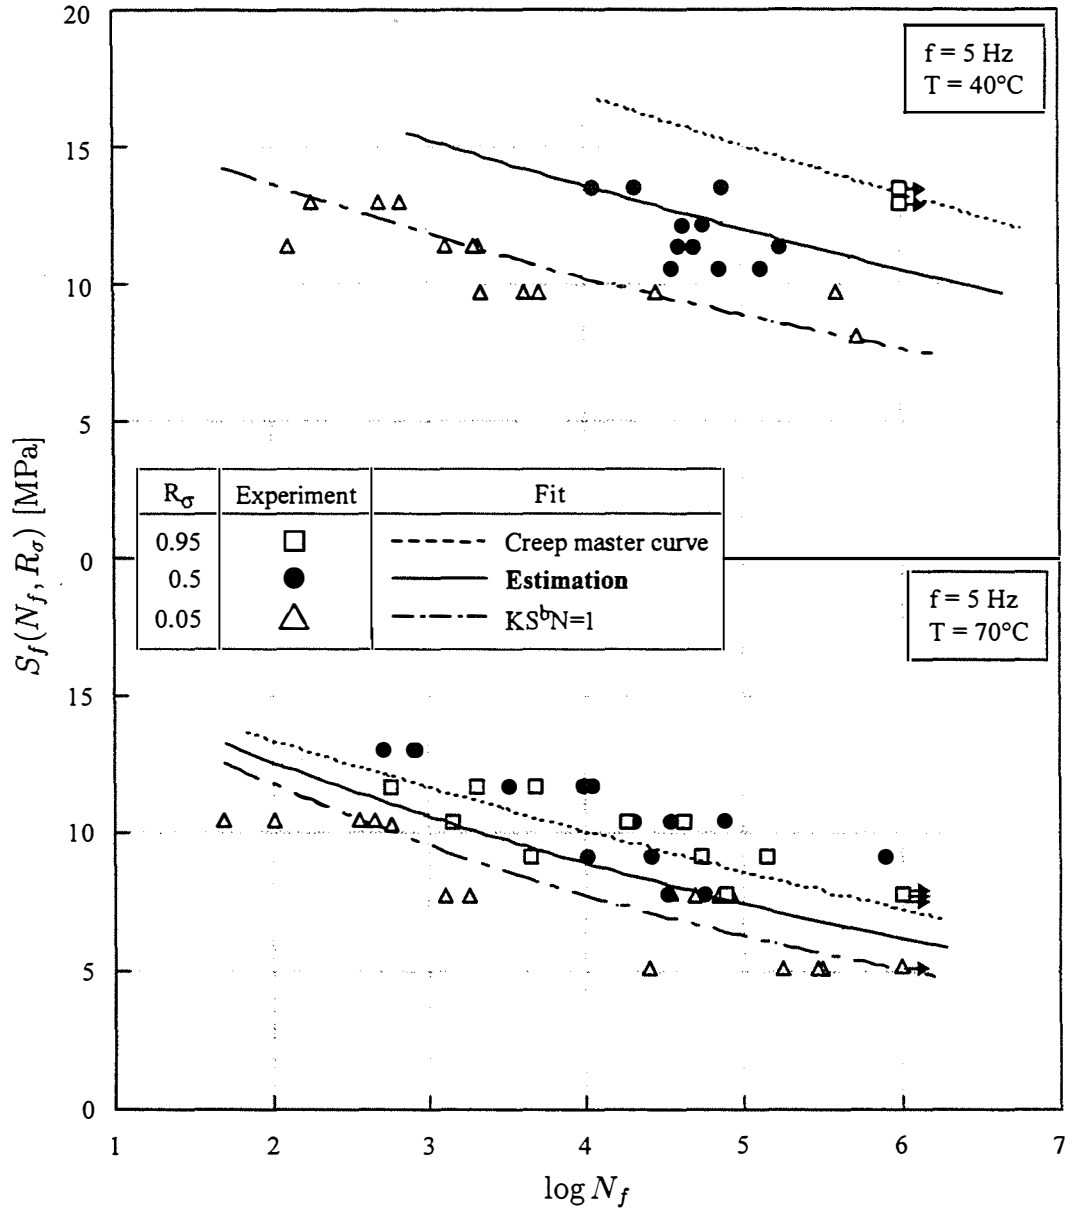 20
15
10
5
0
f = 5 Hz
T = 40°C
S_f(N_f, R_σ) [MPa]
R_σ Experiment Fit
0.95 Creep master curve
0.5 Estimation
0.05 KS^bN=1
f = 5 Hz
T = 70°C
15
10
5
0
1 2 3 4 5 6 7
log N_f